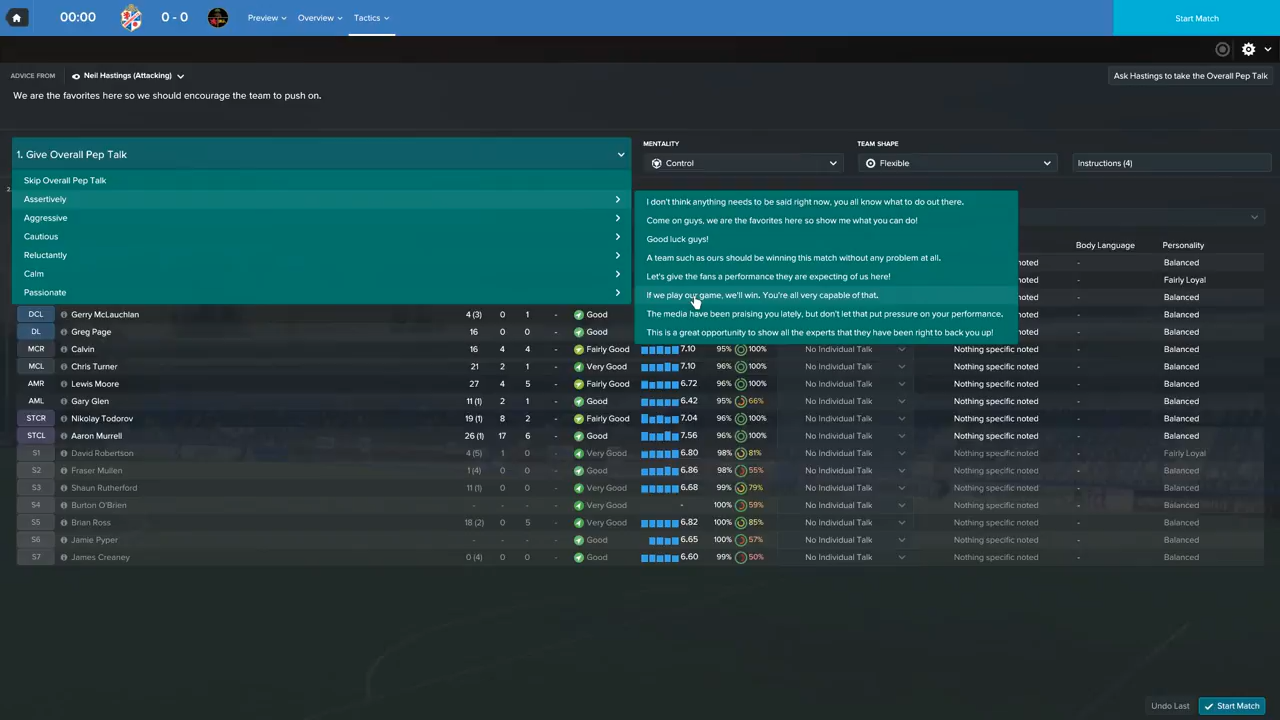 00:00 0 - 0 Preview Overview Tactics Start Match
ADVICE FROM Neil Hastings (Attacking) Ask Hastings to take the Overall Pep Talk
We are the favorites here so we should encourage the team to push on.
MENTALITY TEAM SHAPE
1. Give Overall Pep Talk Control Flexible Instructions (4)
Skip Overall Pep Talk
2.
Assertively
Aggressive
Cautious
Reluctantly
Calm
Passionate
I don't think anything needs to be said right now, you all know what to do out there.
Come on guys, we are the favorites here so show me what you can do!
Good luck guys!
A team such as ours should be winning this match without any problem at all.
Let's give the fans a performance they are expecting of us here!
If we play our game, we'll win. You're all very capable of that.
The media have been praising you lately, but don't let that put pressure on your performance.
This is a great opportunity to show all the experts that they have been right to back you up!
Body Language Personality
noted - Balanced
noted - Fairly Loyal
noted - Balanced
DCL Gerry McLauchlan 4 (3) 0 1 - Good noted - Balanced
DL Greg Page 16 0 0 - Good noted - Balanced
MCR Calvin 16 4 4 - Fairly Good 7.10 95% 100% No Individual Talk Nothing specific noted - Balanced
MCL Chris Turner 21 2 1 - Very Good 7.10 96% 100% No Individual Talk Nothing specific noted - Balanced
AMR Lewis Moore 27 4 5 - Fairly Good 6.72 96% 100% No Individual Talk Nothing specific noted - Balanced
AML Gary Glen 11 (1) 2 1 - Good 6.42 95% 66% No Individual Talk Nothing specific noted - Balanced
STCR Nikolay Todorov 19 (1) 8 2 - Fairly Good 7.04 96% 100% No Individual Talk Nothing specific noted - Balanced
STCL Aaron Murrell 26 (1) 17 6 - Good 7.56 96% 100% No Individual Talk Nothing specific noted - Balanced
S1 David Robertson 4 (5) 1 0 - Very Good 6.80 98% 81% No Individual Talk Nothing specific noted - Fairly Loyal
S2 Fraser Mullen 1 (4) 0 0 - Good 6.86 98% 55% No Individual Talk Nothing specific noted - Balanced
S3 Shaun Rutherford 11 (1) 0 0 - Very Good 6.68 99% 79% No Individual Talk Nothing specific noted - Balanced
S4 Burton O'Brien - - - - Very Good - 100% 59% No Individual Talk Nothing specific noted - Balanced
S5 Brian Ross 18 (2) 0 5 - Very Good 6.82 100% 85% No Individual Talk Nothing specific noted - Balanced
S6 Jamie Pyper - - - - Good 6.65 100% 57% No Individual Talk Nothing specific noted - Balanced
S7 James Creaney 0 (4) 0 0 - Good 6.60 99% 50% No Individual Talk Nothing specific noted - Balanced
Undo Last Start Match